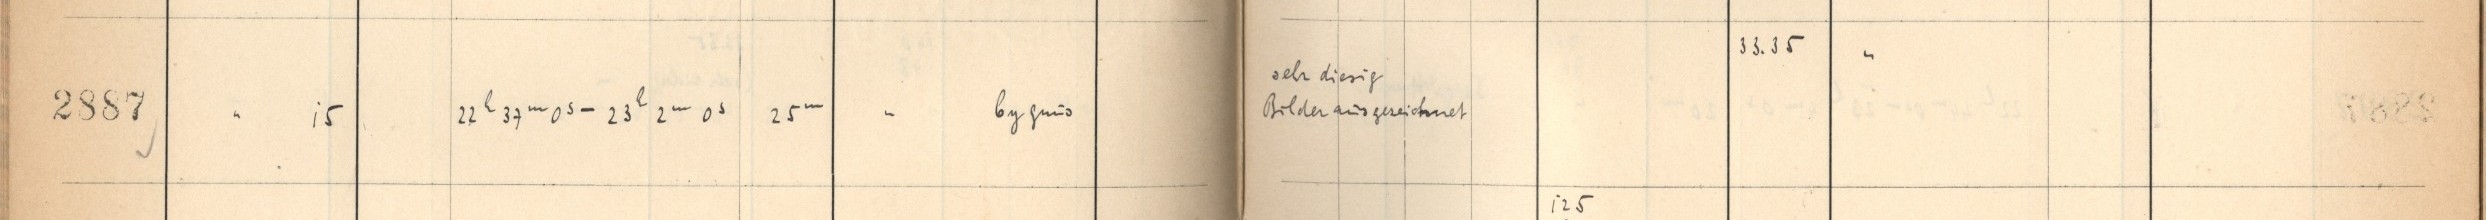 33.35 "
sehr diesig
2887 " 15 22h 37m 0s - 23h 2m 0s 25m " Cygnus Bilder ausgezeichnet
125